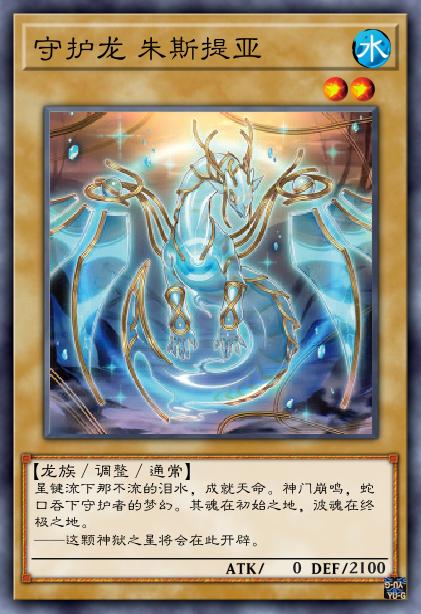 守护龙 朱斯提亚
水
【龙族／调整／通常】
星键流下那不流的泪水，成就天命。神门崩鸣，蛇
口吞下守护者的梦幻。其魂在初始之地，波魂在终
极之地。
——这颗神狱之星将会在此开辟。
ATK/ 0 DEF/2100